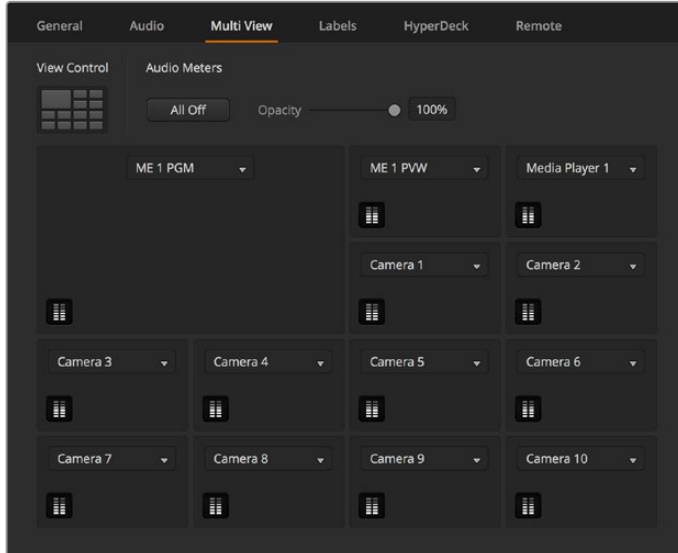 General Audio Multi View Labels HyperDeck Remote
View Control Audio Meters
All Off Opacity 100%
ME 1 PGM ME 1 PVW Media Player 1
Camera 1 Camera 2
Camera 3 Camera 4 Camera 5 Camera 6
Camera 7 Camera 8 Camera 9 Camera 10